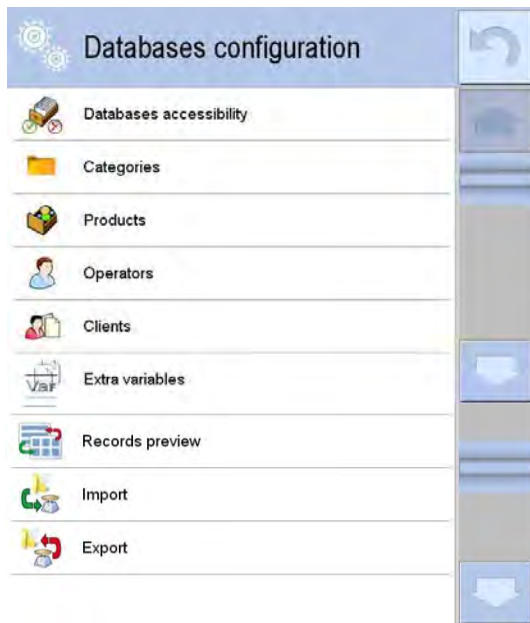 Databases configuration
Databases accessibility
Categories
Products
Operators
Clients
Var
Extra variables
Records preview
Import
Export